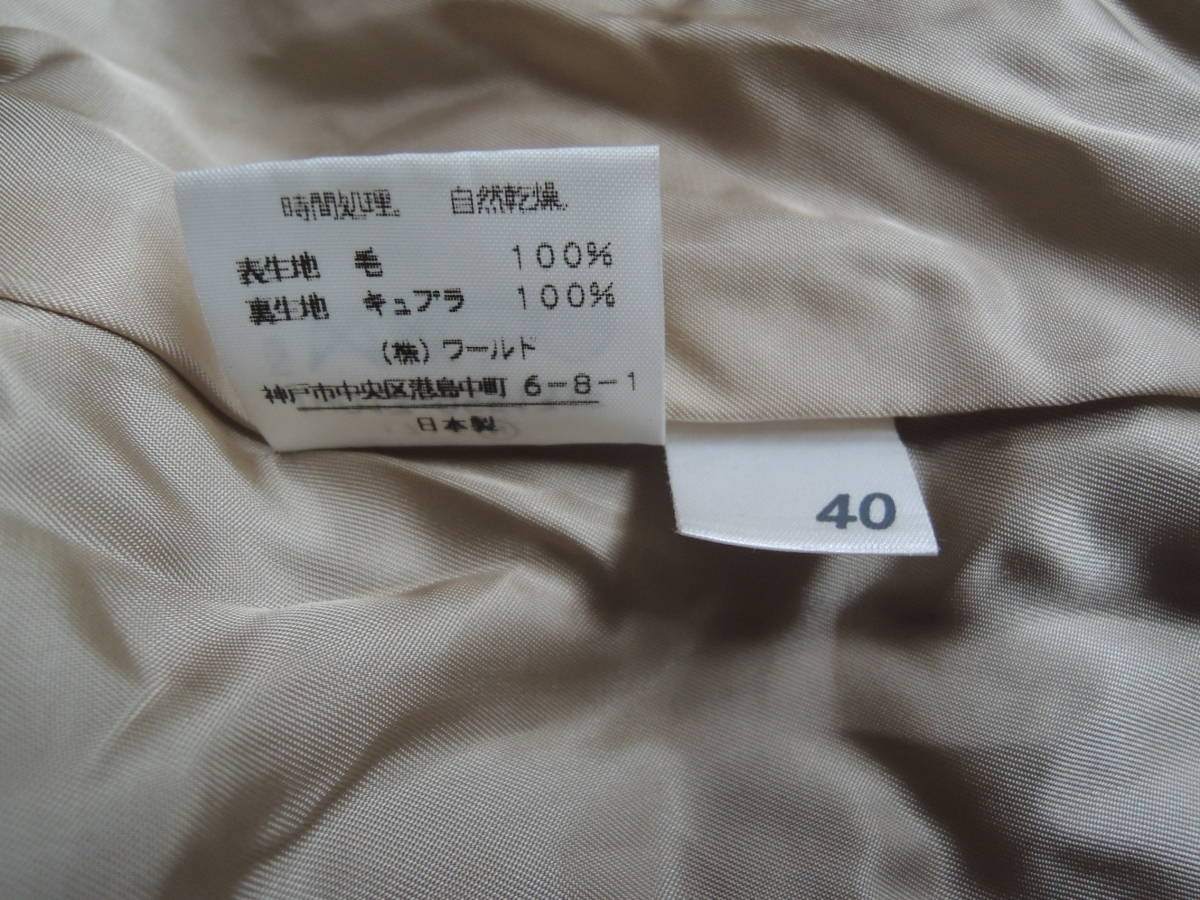 時間処理。 自然乾燥。
表生地 毛 100%
裏生地 キュプラ 100%
(株)ワールド
神戸市中央区港島中町 6-8-1
日本製
40